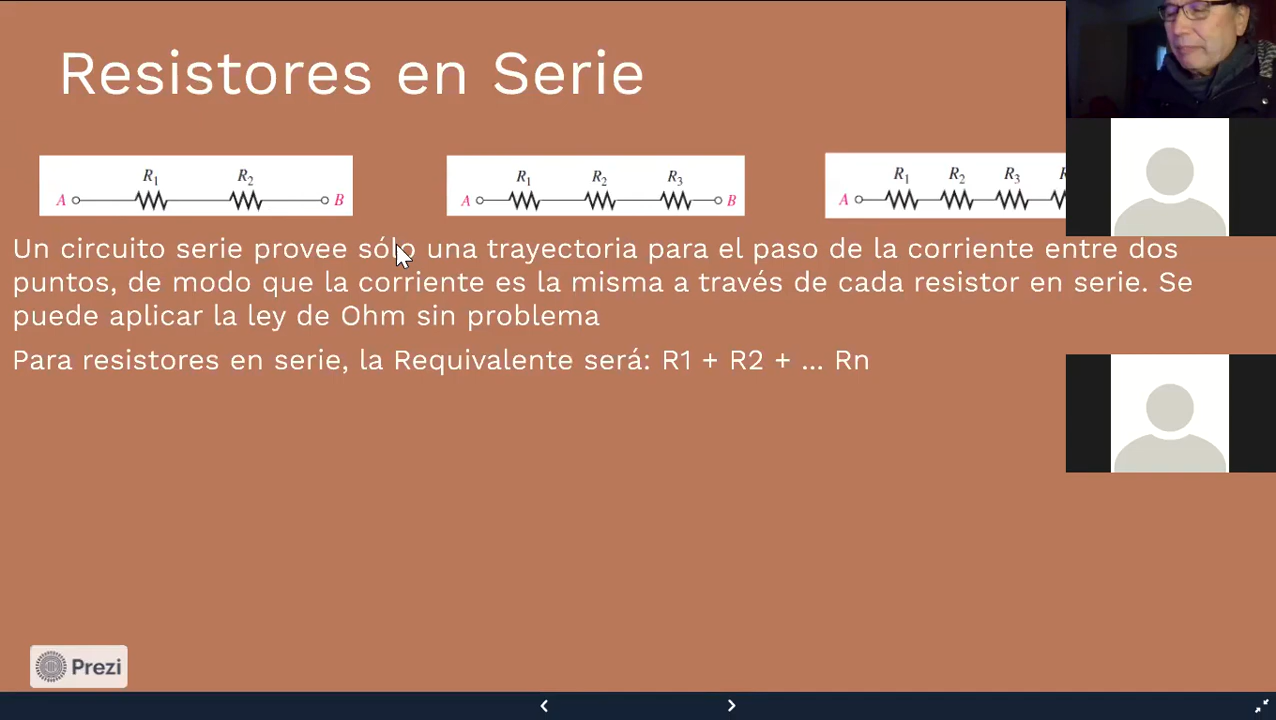 Resistores en Serie
A R1 R2 B
A R1 R2 R3 B
A R1 R2 R3
Un circuito serie provee sólo una trayectoria para el paso de la corriente entre dos
puntos, de modo que la corriente es la misma a través de cada resistor en serie. Se
puede aplicar la ley de Ohm sin problema
Para resistores en serie, la Requivalente será: R1 + R2 + ... Rn
Prezi